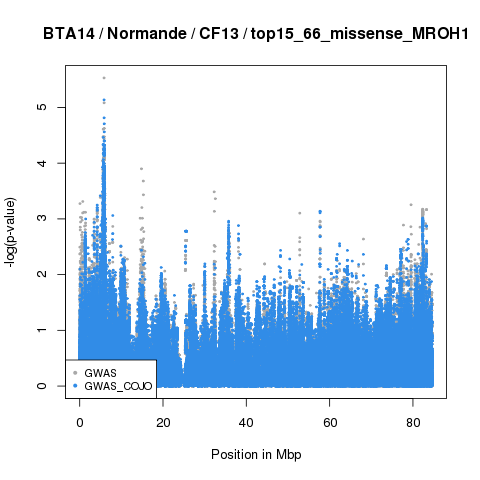 BTA14 / Normande / CF13 / top15_66_missense_MROH1
-log(p-value)
5
4
3
2
1
0
GWAS
GWAS_COJO
0 20 40 60 80
Position in Mbp